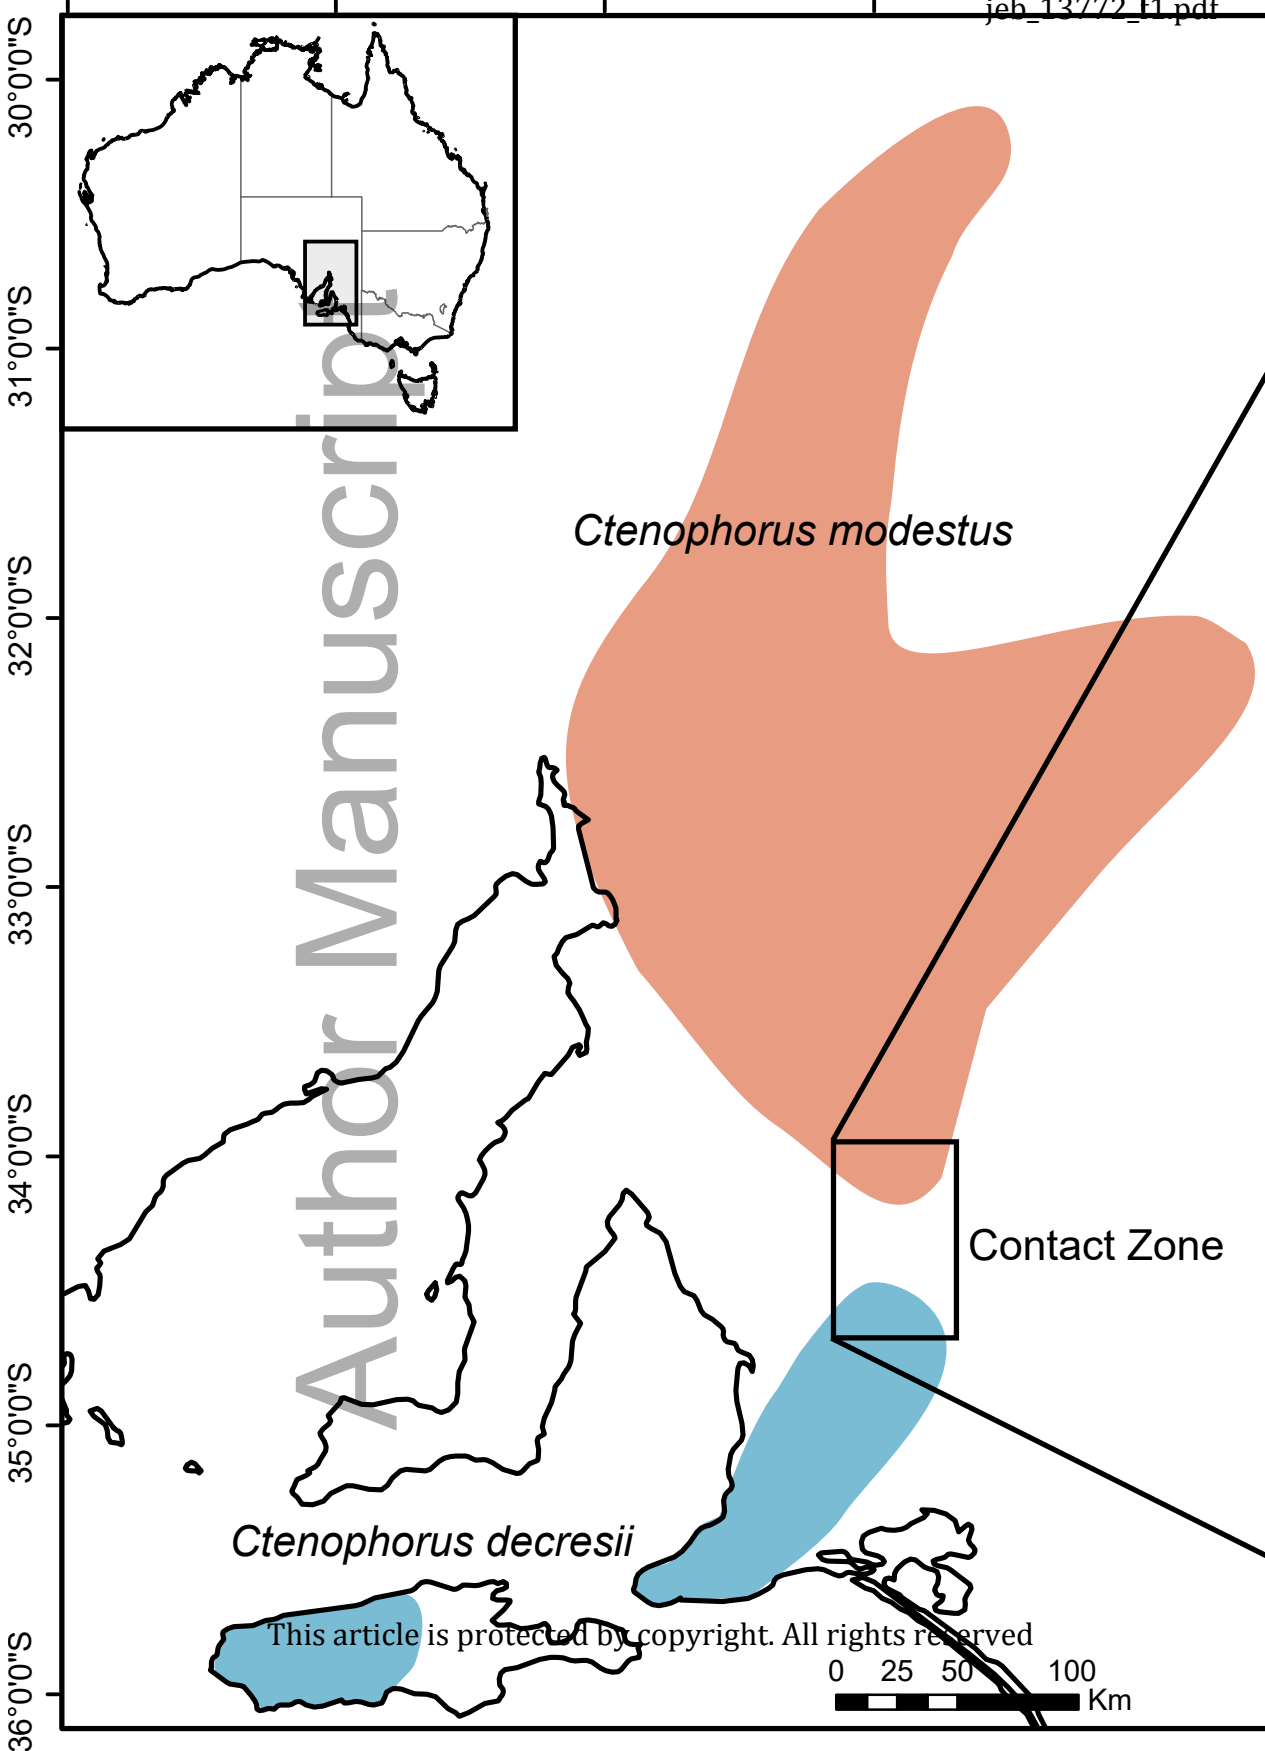 jeb_13772_f1.pdf
30°0'0"S
31°0'0"S
32°0'0"S
33°0'0"S
34°0'0"S
35°0'0"S
36°0'0"S
Author Manuscript
Ctenophorus modestus
Contact Zone
Ctenophorus decresii
This article is protected by copyright. All rights reserved
0 25 50 100
Km